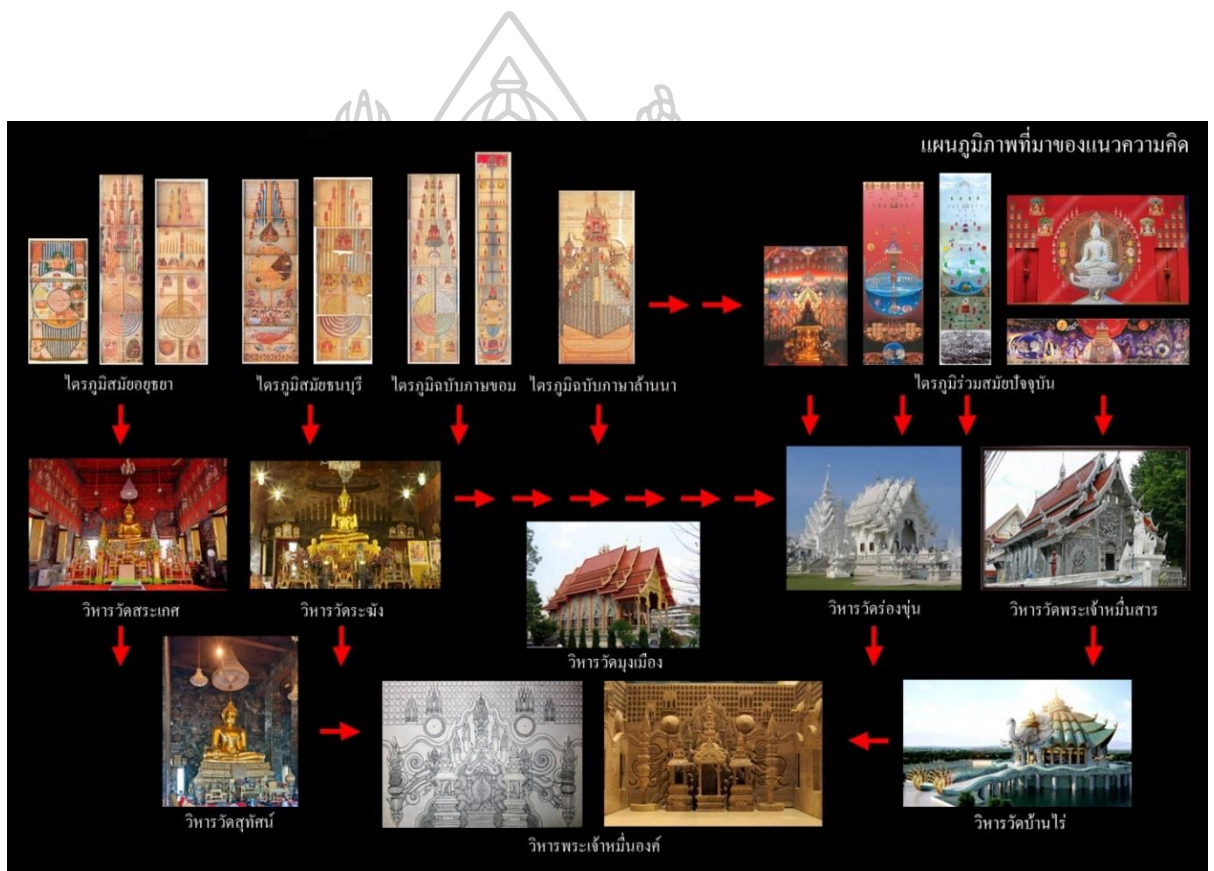 แผนภูมิภาพที่มาของแนวความคิด
ไตรภูมิสมัยอยุธยา
ไตรภูมิสมัยธนบุรี
ไตรภูมิฉบับภาษขอม
ไตรภูมิฉบับภาษาล้านนา
ไตรภูมิร่วมสมัยปัจจุบัน
วิหารวัดสระเกศ
วิหารวัดระฆัง
วิหารวัดมุงเมือง
วิหารวัดร่องขุ่น
วิหารวัดพระเจ้าหมื่นสาร
วิหารวัดสุทัศน์
วิหารพระเจ้าหมื่นองค์
วิหารวัดบ้านไร่